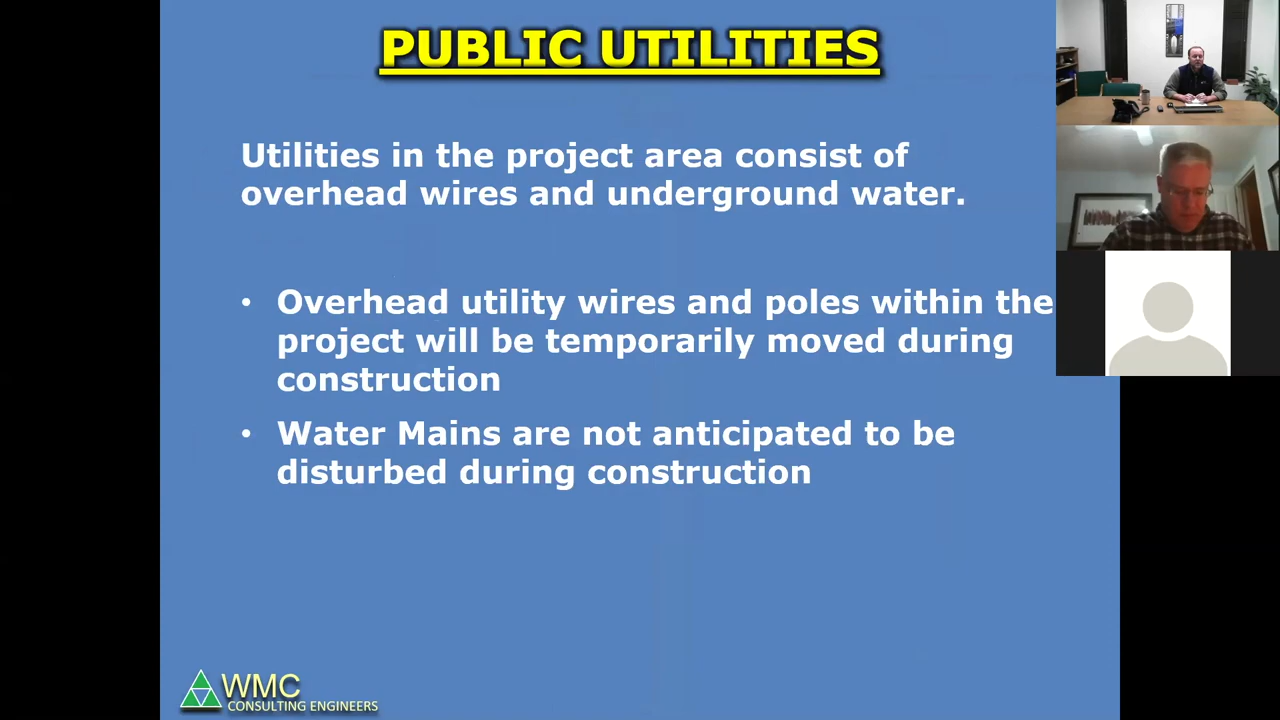 PUBLIC UTILITIES
Utilities in the project area consist of
overhead wires and underground water.
• Overhead utility wires and poles within the
project will be temporarily moved during
construction
• Water Mains are not anticipated to be
disturbed during construction
WMC
CONSULTING ENGINEERS